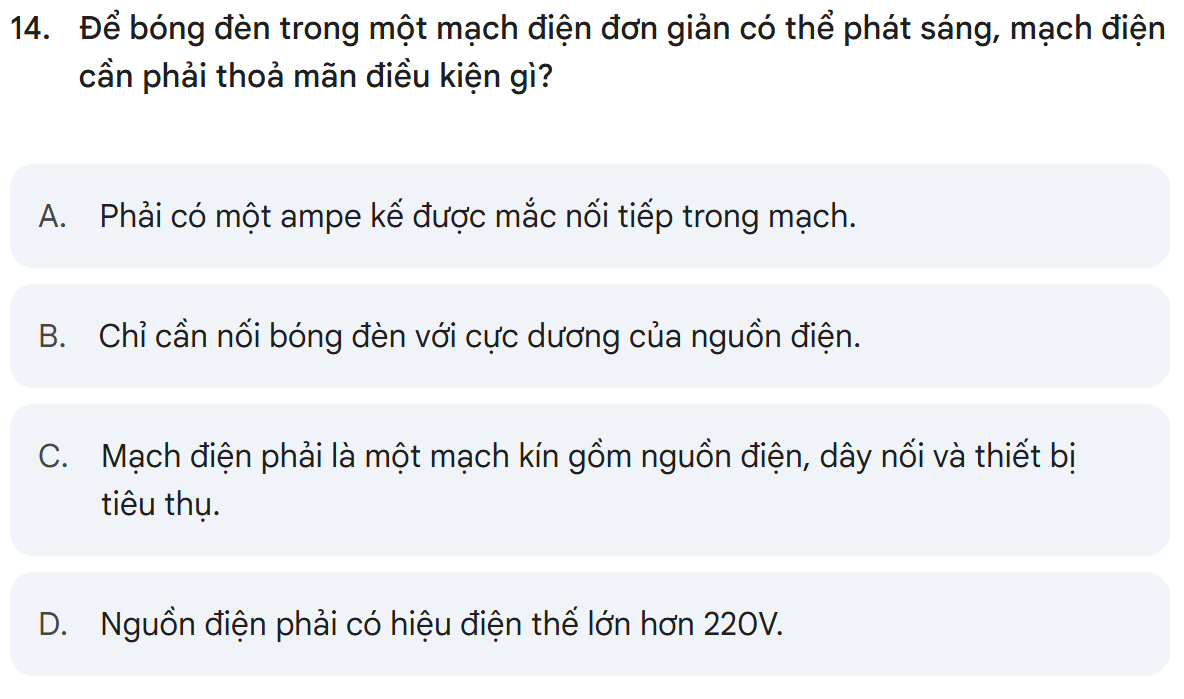 14. Để bóng đèn trong một mạch điện đơn giản có thể phát sáng, mạch điện
cần phải thoả mãn điều kiện gì?
A. Phải có một ampe kế được mắc nối tiếp trong mạch.
B. Chỉ cần nối bóng đèn với cực dương của nguồn điện.
C. Mạch điện phải là một mạch kín gồm nguồn điện, dây nối và thiết bị
tiêu thụ.
D. Nguồn điện phải có hiệu điện thế lớn hơn 220V.